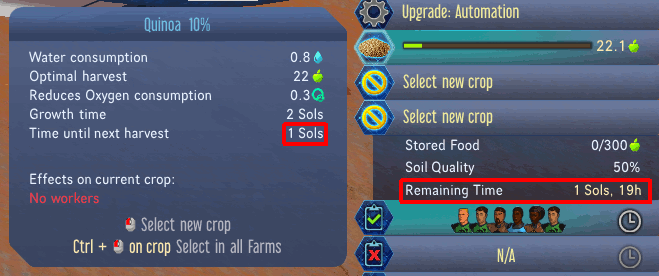 Quinoa 10%
Water consumption 0.8
Optimal harvest 22
Reduces Oxygen consumption 0.3
Growth time 2 Sols
Time until next harvest 1 Sols
Effects on current crop:
No workers
Select new crop
Ctrl + on crop Select in all Farms
Upgrade: Automation
22.1
Select new crop
Select new crop
Stored Food 0/300
Soil Quality 50%
Remaining Time 1 Sols, 19h
N/A